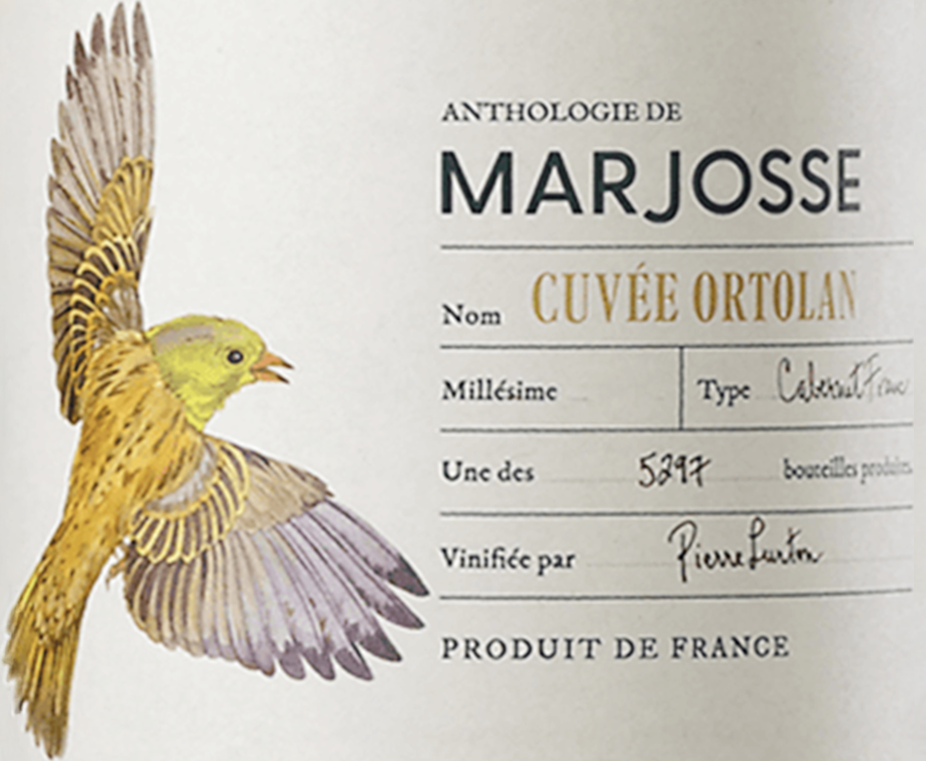 ANTHOLOGIE DE
MARJOSSE
Nom CUVÉE ORTOLAN
Millésime Type Cabernet Franc
Une des 5297 bouteilles produites
Vinifiée par Pierre Lurton
PRODUIT DE FRANCE